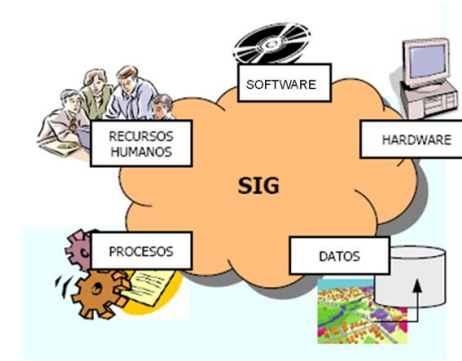 SOFTWARE
RECURSOS
HUMANOS
HARDWARE
SIG
PROCESOS
DATOS